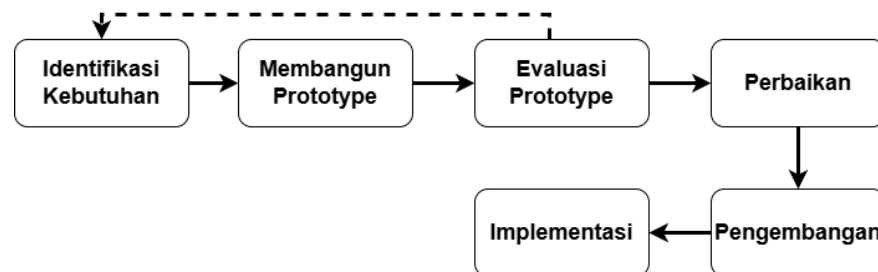 Identifikasi
Kebutuhan
Membangun
Prototype
Evaluasi
Prototype
Perbaikan
Implementasi
Pengembangan